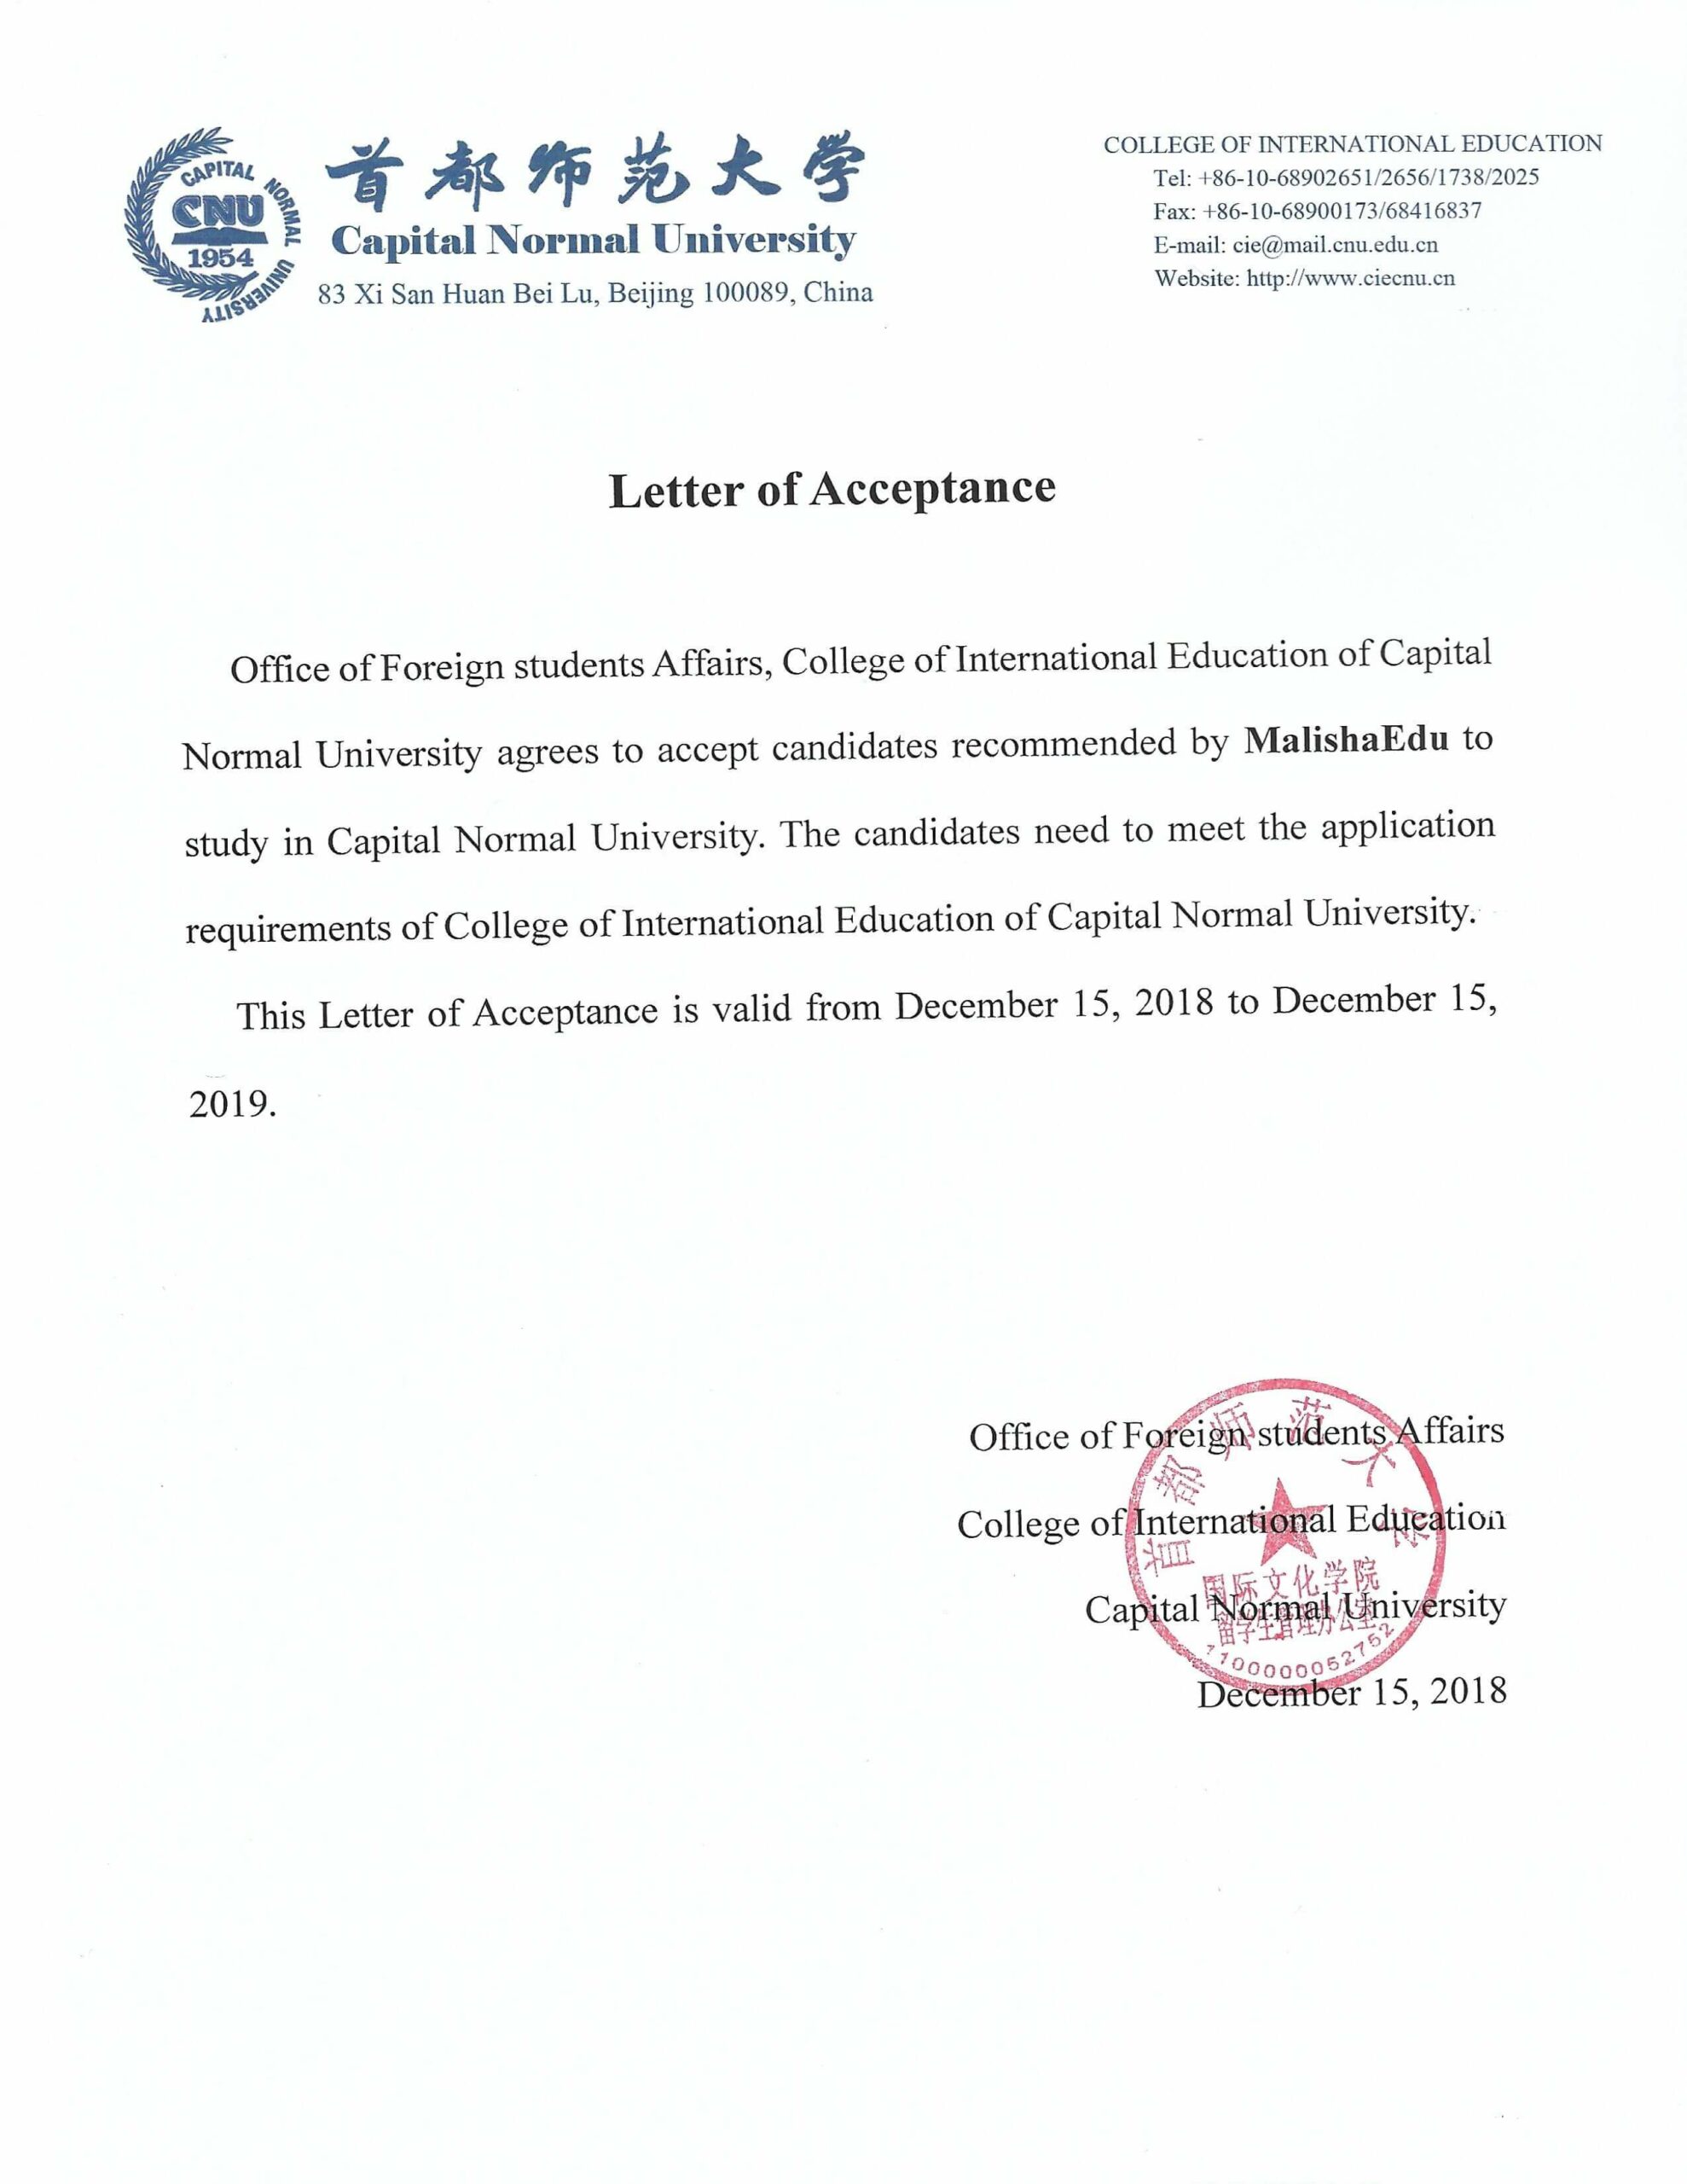 CAPITAL NORMAL UNIVERSITY
CNU
1954
首都师范大学
Capital Normal University
83 Xi San Huan Bei Lu, Beijing 100089, China
COLLEGE OF INTERNATIONAL EDUCATION
Tel: +86-10-68902651/2656/1738/2025
Fax: +86-10-68900173/68416837
E-mail: cie@mail.cnu.edu.cn
Website: http://www.ciecnu.cn
Letter of Acceptance
Office of Foreign students Affairs, College of International Education of Capital
Normal University agrees to accept candidates recommended by MalishaEdu to
study in Capital Normal University. The candidates need to meet the application
requirements of College of International Education of Capital Normal University.
This Letter of Acceptance is valid from December 15, 2018 to December 15,
2019.
Office of Foreign students Affairs
College of International Education
Capital Normal University
December 15, 2018
首都师范大学
国际文化学院
留学生管理办公室
1100000052752